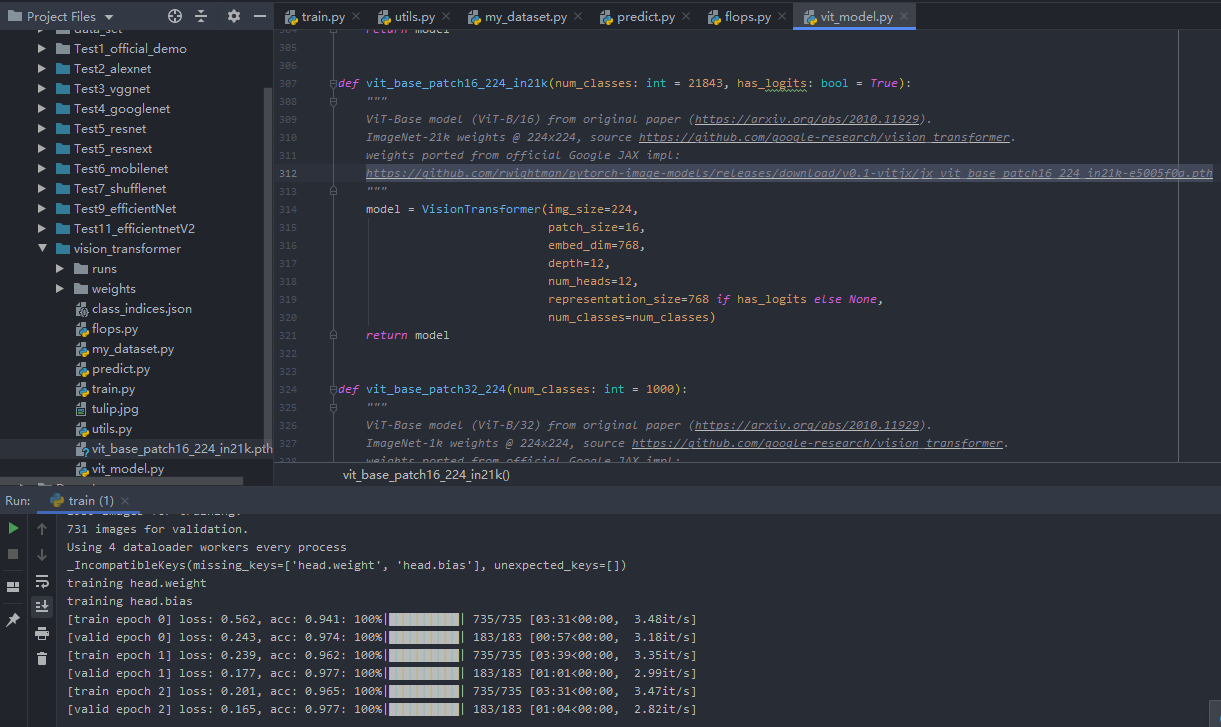 Project Files
train.py
utils.py
my_dataset.py
predict.py
flops.py
vit_model.py
data_set
Test1_official_demo
Test2_alexnet
Test3_vggnet
Test4_googlenet
Test5_resnet
Test5_resnext
Test6_mobilenet
Test7_shufflenet
Test9_efficientNet
Test11_efficientnetV2
vision_transformer
runs
weights
class_indices.json
flops.py
my_dataset.py
predict.py
train.py
tulip.jpg
utils.py
vit_base_patch16_224_in21k.pth
vit_model.py
304 return model
305
306
307 def vit_base_patch16_224_in21k(num_classes: int = 21843, has_logits: bool = True):
308 """
309 ViT-Base model (ViT-B/16) from original paper (https://arxiv.org/abs/2010.11929).
310 ImageNet-21k weights @ 224x224, source https://github.com/google-research/vision_transformer.
311 weights ported from official Google JAX impl:
312 https://github.com/rwightman/pytorch-image-models/releases/download/v0.1-vitjx/jx_vit_base_patch16_224_in21k-e5005f0a.pth
313 """
314 model = VisionTransformer(img_size=224,
315 patch_size=16,
316 embed_dim=768,
317 depth=12,
318 num_heads=12,
319 representation_size=768 if has_logits else None,
320 num_classes=num_classes)
321 return model
322
323
324 def vit_base_patch32_224(num_classes: int = 1000):
325 """
326 ViT-Base model (ViT-B/32) from original paper (https://arxiv.org/abs/2010.11929).
327 ImageNet-1k weights @ 224x224, source https://github.com/google-research/vision_transformer.
328 weights ported from official Google JAX impl:
vit_base_patch16_224_in21k()
Run: train (1)
images for training.
731 images for validation.
Using 4 dataloader workers every process
_IncompatibleKeys(missing_keys=['head.weight', 'head.bias'], unexpected_keys=[])
training head.weight
training head.bias
[train epoch 0] loss: 0.562, acc: 0.941: 100%|██████████| 735/735 [03:31<00:00, 3.48it/s]
[valid epoch 0] loss: 0.243, acc: 0.974: 100%|██████████| 183/183 [00:57<00:00, 3.18it/s]
[train epoch 1] loss: 0.239, acc: 0.962: 100%|██████████| 735/735 [03:39<00:00, 3.35it/s]
[valid epoch 1] loss: 0.177, acc: 0.977: 100%|██████████| 183/183 [01:01<00:00, 2.99it/s]
[train epoch 2] loss: 0.201, acc: 0.965: 100%|██████████| 735/735 [03:31<00:00, 3.47it/s]
[valid epoch 2] loss: 0.165, acc: 0.977: 100%|██████████| 183/183 [01:04<00:00, 2.82it/s]